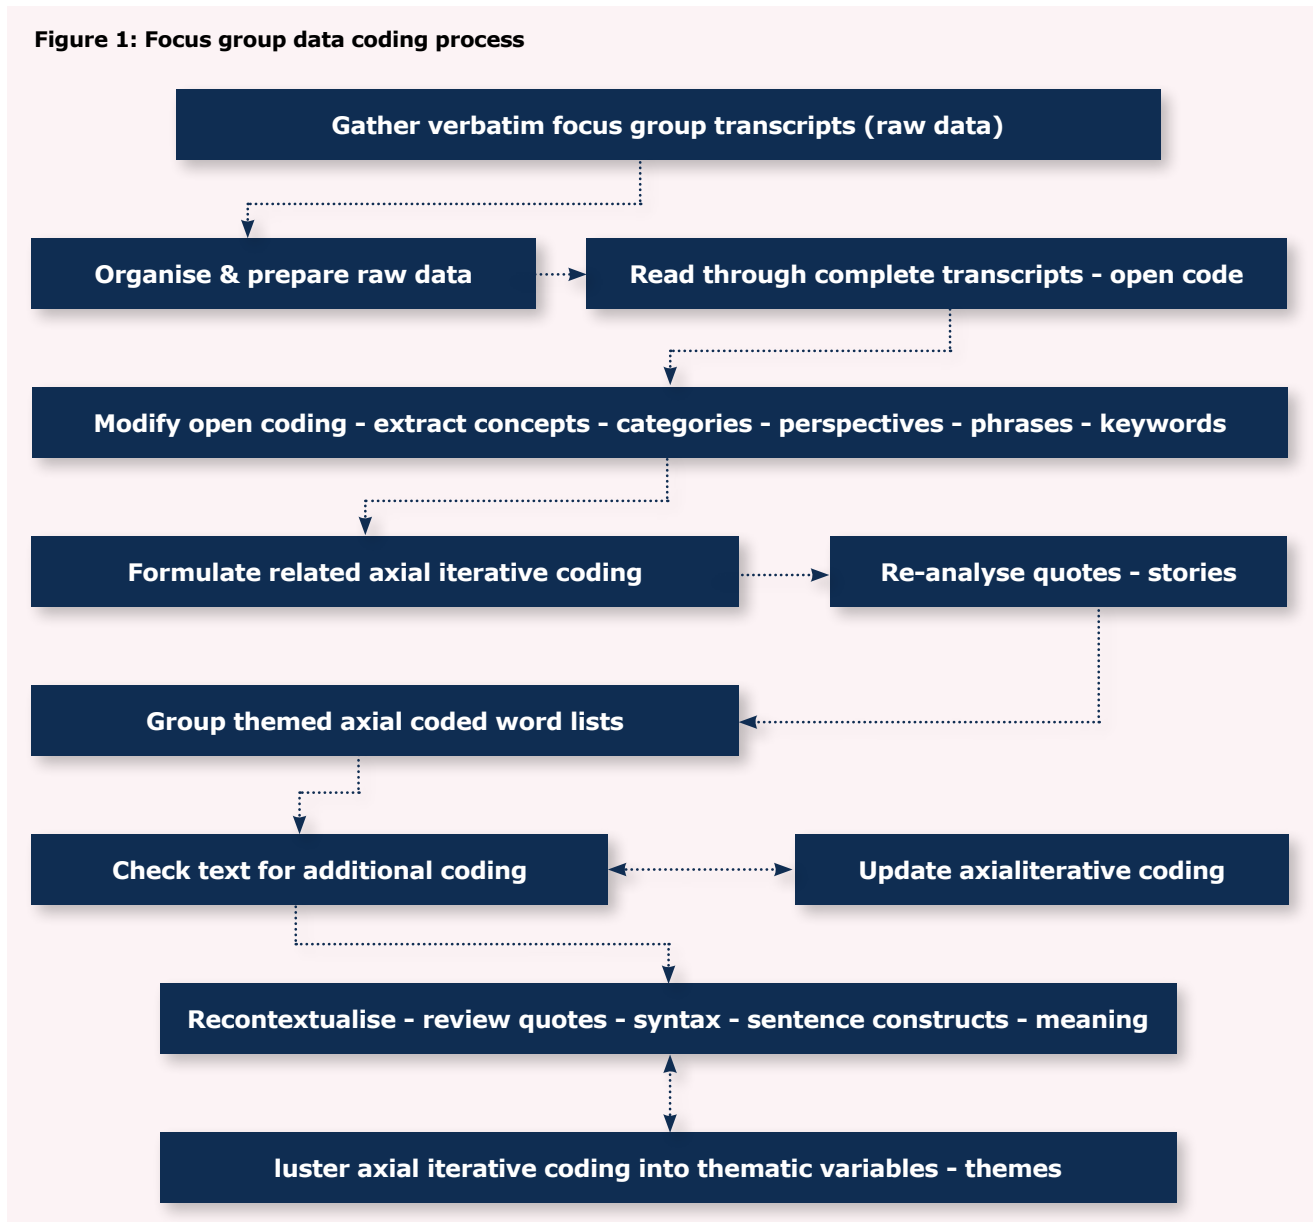 Figure 1: Focus group data coding process
Gather verbatim focus group transcripts (raw data)
Organise & prepare raw data
Read through complete transcripts - open code
Modify open coding - extract concepts - categories - perspectives - phrases - keywords
Formulate related axial iterative coding
Re-analyse quotes - stories
Group themed axial coded word lists
Check text for additional coding
Update axialiterative coding
Recontextualise - review quotes - syntax - sentence constructs - meaning
luster axial iterative coding into thematic variables - themes